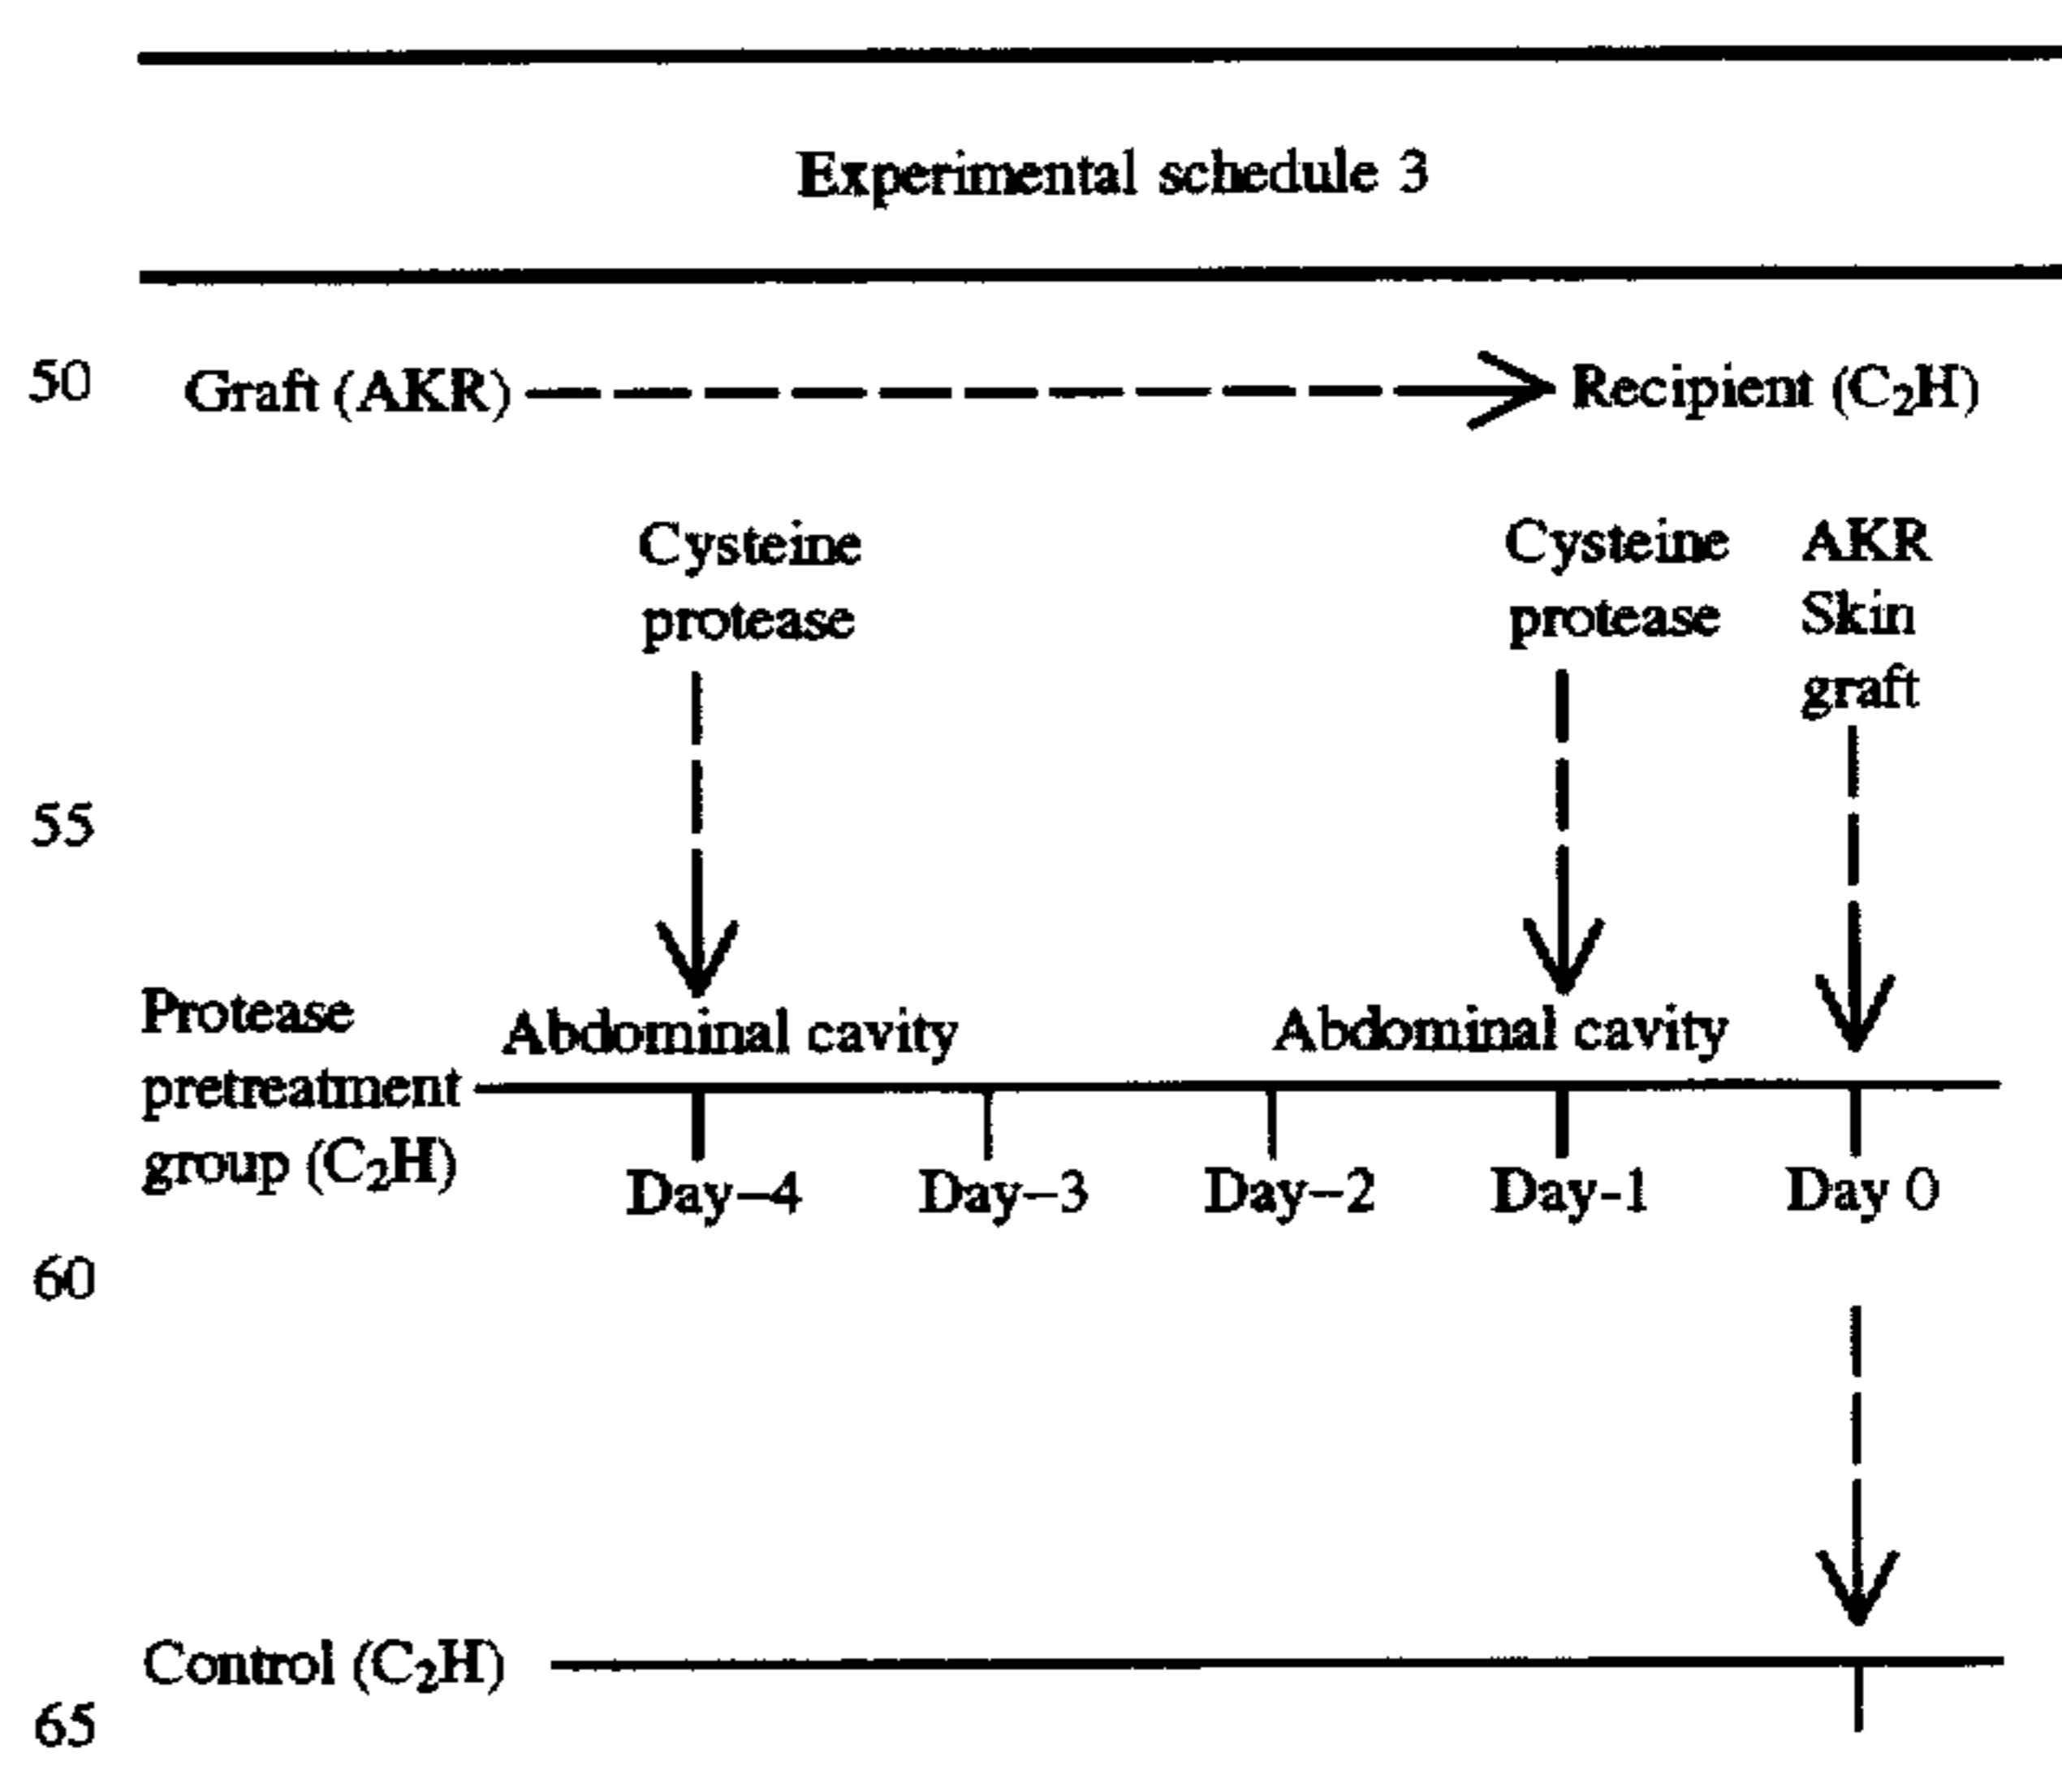 Experimental schedule 3
50 Graft (AKR) Recipient (C₂H)
Cysteine protease
Cysteine protease
AKR Skin graft
55
Protease pretreatment group (C₂H)
Abdominal cavity Abdominal cavity
Day–4 Day–3 Day–2 Day-1 Day 0
60
Control (C₂H)
65